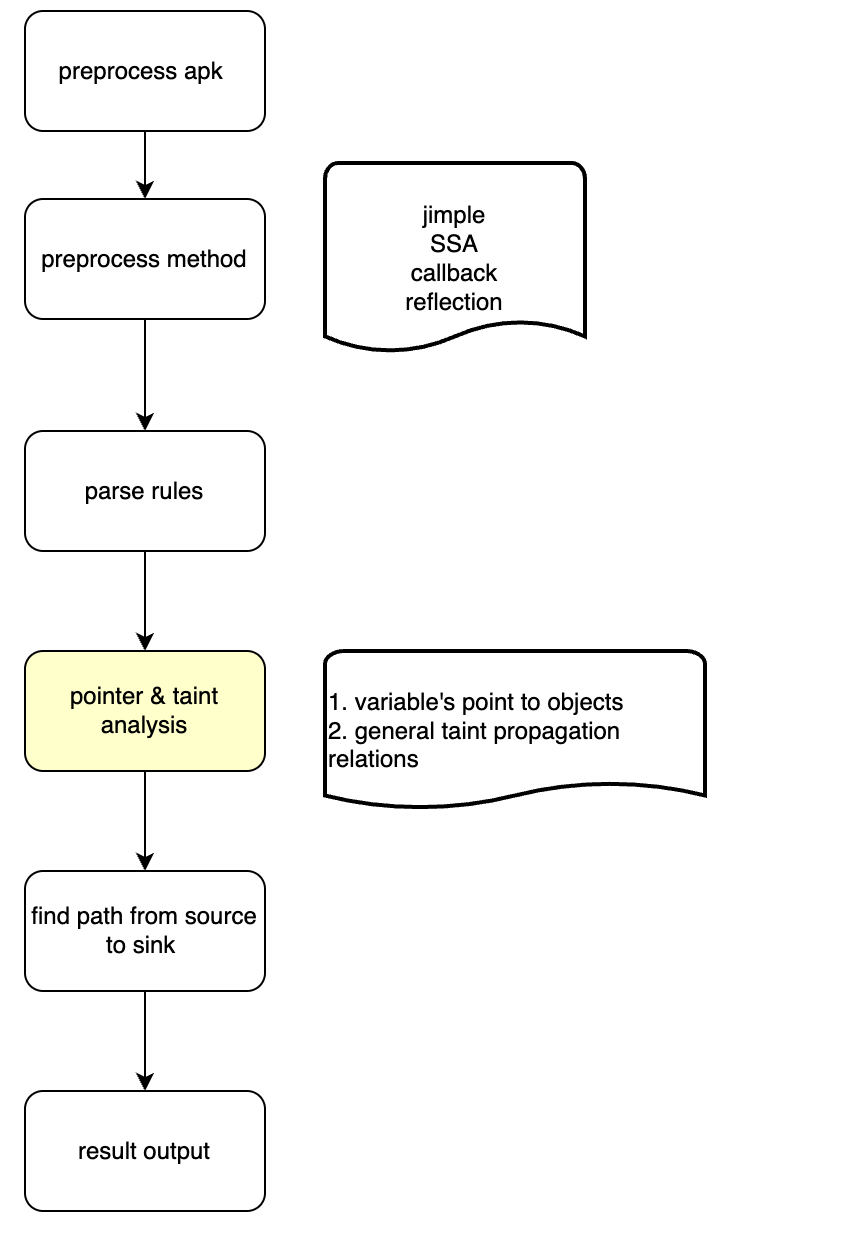 preprocess apk
preprocess method
jimple
SSA
callback
reflection
parse rules
pointer & taint
analysis
1. variable's point to objects
2. general taint propagation
relations
find path from source
to sink
result output